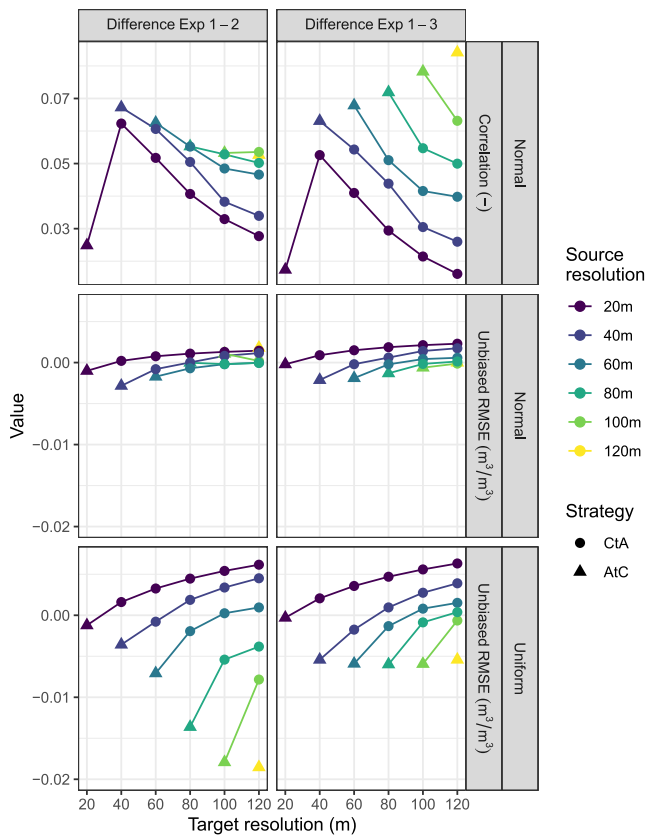 Difference Exp 1 – 2
Difference Exp 1 – 3
0.07
0.05
0.03
Correlation (–)
Normal
0.00
−0.01
−0.02
Unbiased RMSE (m³/m³)
Normal
0.00
−0.01
−0.02
Unbiased RMSE (m³/m³)
Uniform
20 40 60 80 100 120
20 40 60 80 100 120
Target resolution (m)
Value
Source
resolution
20m
40m
60m
80m
100m
120m
Strategy
CtA
AtC